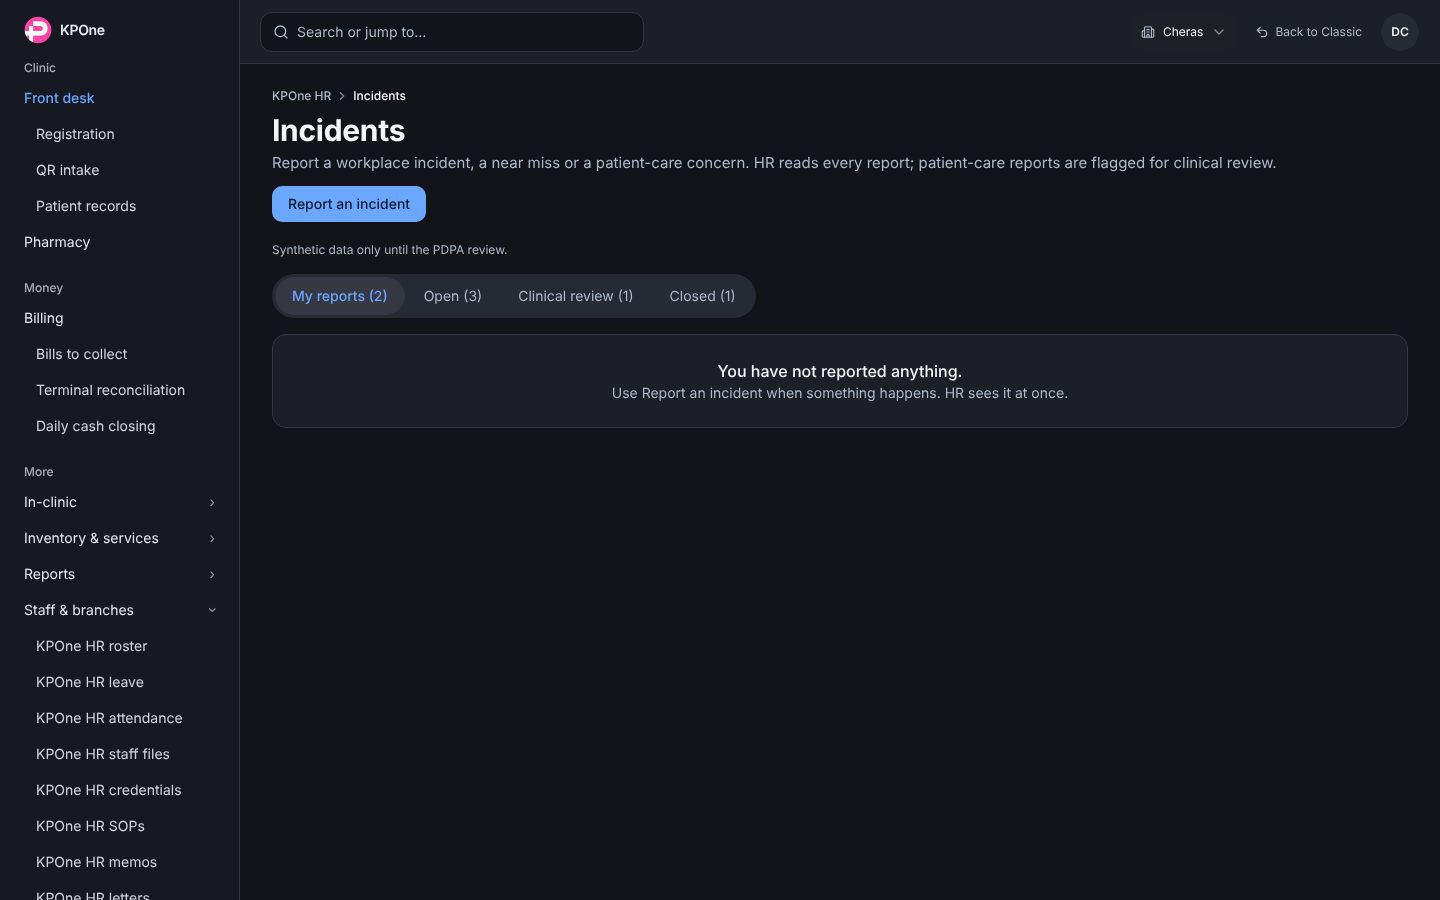 KPOne
Clinic
Front desk
Registration
QR intake
Patient records
Pharmacy
Money
Billing
Bills to collect
Terminal reconciliation
Daily cash closing
More
In-clinic
Inventory & services
Reports
Staff & branches
KPOne HR roster
KPOne HR leave
KPOne HR attendance
KPOne HR staff files
KPOne HR credentials
KPOne HR SOPs
KPOne HR memos
KPOne HR letters
Search or jump to...
Cheras
Back to Classic
DC
KPOne HR > Incidents
Incidents
Report a workplace incident, a near miss or a patient-care concern. HR reads every report; patient-care reports are flagged for clinical review.
Report an incident
Synthetic data only until the PDPA review.
My reports (2) Open (3) Clinical review (1) Closed (1)
You have not reported anything.
Use Report an incident when something happens. HR sees it at once.